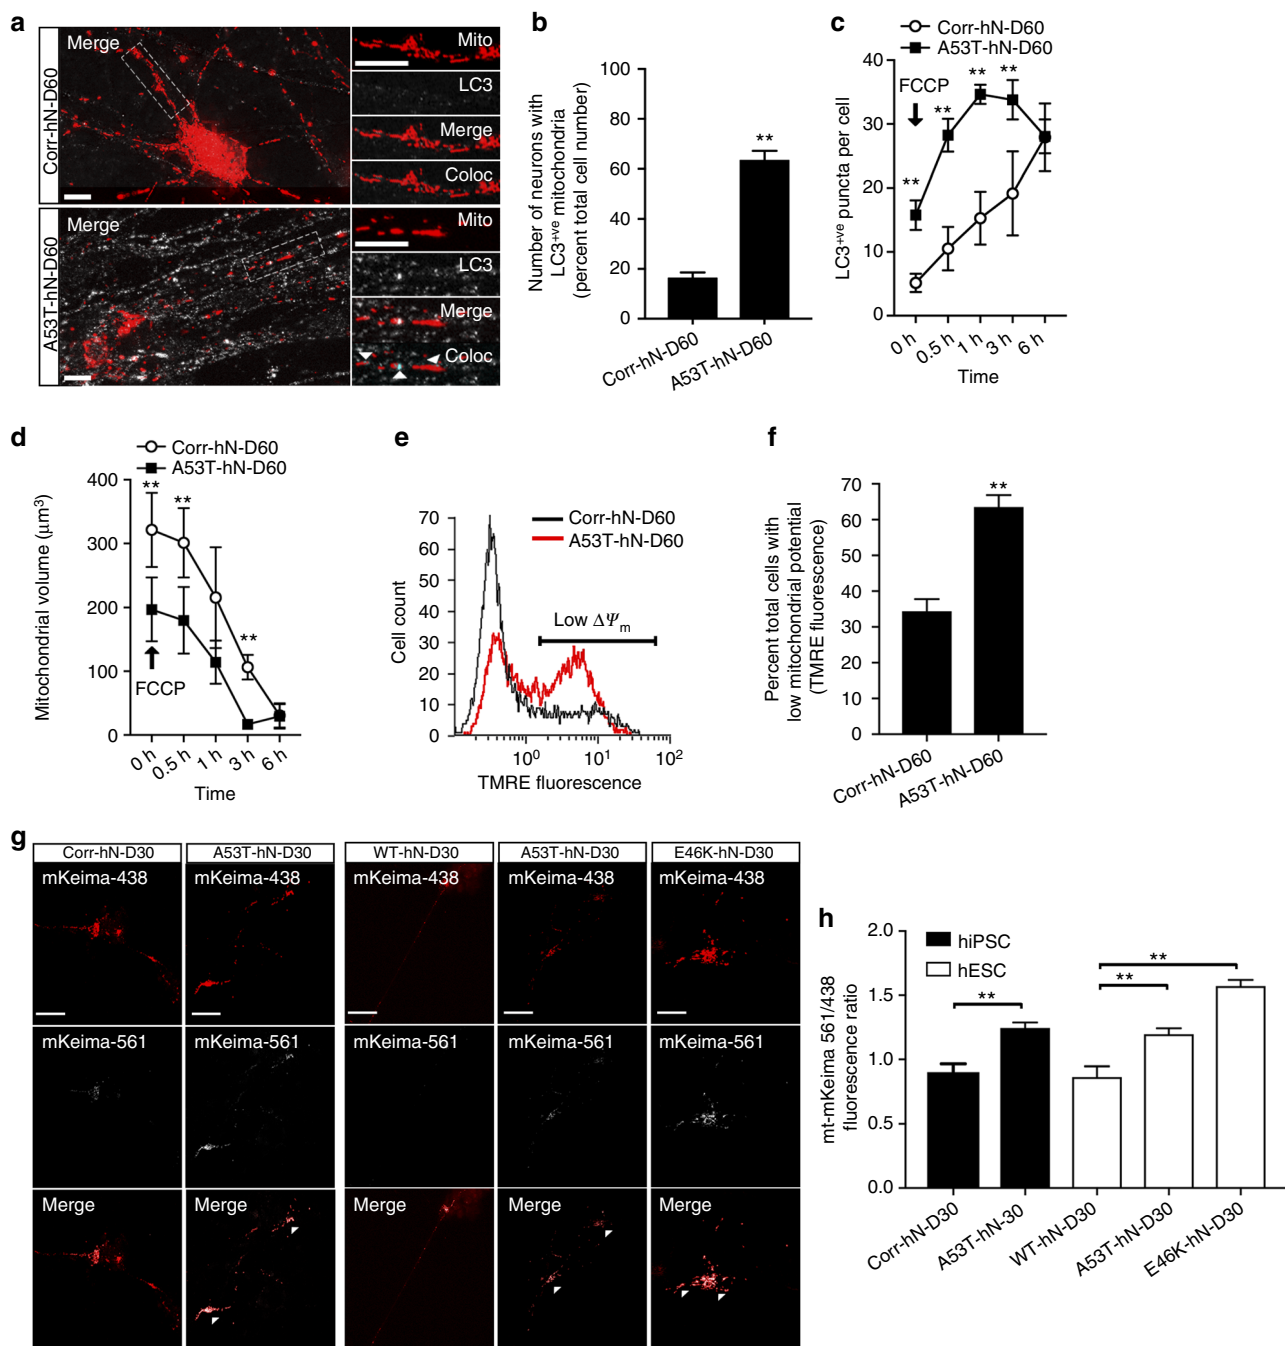 a
Corr-hN-D60
Merge
Mito
LC3
Merge
Coloc
A53T-hN-D60
Merge
Mito
LC3
Merge
Coloc
b
Number of neurons with
LC3+ve mitochondria
(percent total cell number)
100
80
60
40
20
0
**
Corr-hN-D60
A53T-hN-D60
c
Corr-hN-D60
A53T-hN-D60
LC3+ve puncta per cell
40
30
20
10
0
FCCP
** ** ** **
0 h
0.5 h
1 h
3 h
6 h
Time
d
Corr-hN-D60
A53T-hN-D60
Mitochondrial volume (μm³)
400
300
200
100
0
** ** **
FCCP
0 h
0.5 h
1 h
3 h
6 h
Time
e
Cell count
70
60
50
40
30
20
10
0
Corr-hN-D60
A53T-hN-D60
Low ΔΨm
10⁰
10¹
10²
TMRE fluorescence
f
Percent total cells with
low mitochondrial potential
(TMRE fluorescence)
70
60
50
40
30
20
10
0
**
Corr-hN-D60
A53T-hN-D60
g
Corr-hN-D30
A53T-hN-D30
WT-hN-D30
A53T-hN-D30
E46K-hN-D30
mKeima-438
mKeima-438
mKeima-438
mKeima-438
mKeima-438
mKeima-561
mKeima-561
mKeima-561
mKeima-561
mKeima-561
Merge
Merge
Merge
Merge
Merge
h
mt-mKeima 561/438
fluorescence ratio
2.0
1.5
1.0
0.5
0.0
hiPSC
hESC
**
**
**
Corr-hN-D30
A53T-hN-30
WT-hN-D30
A53T-hN-D30
E46K-hN-D30